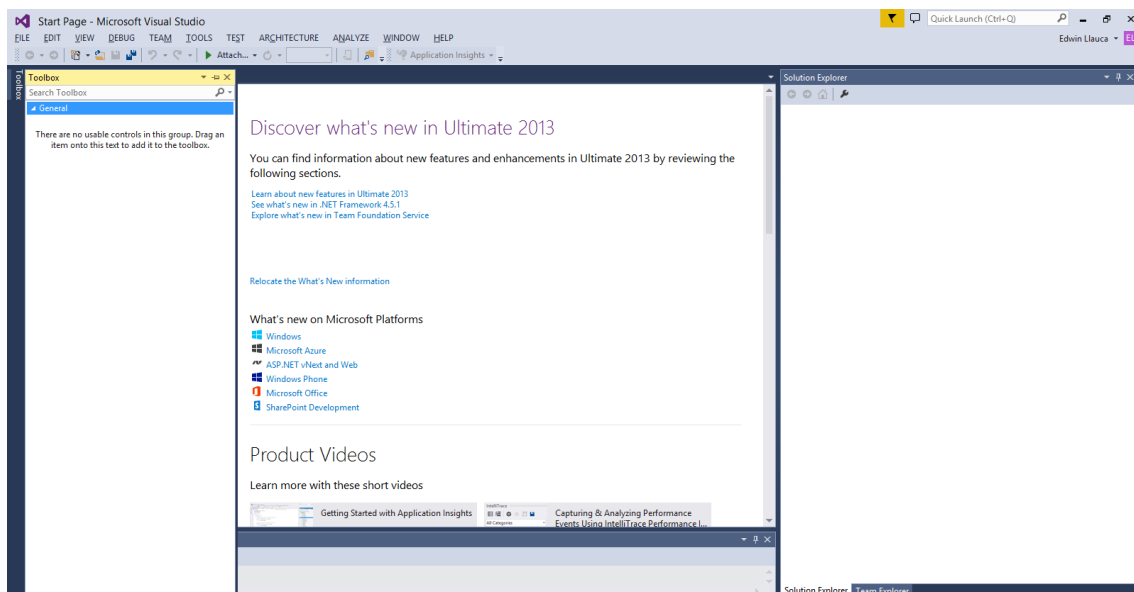 Start Page - Microsoft Visual Studio
Quick Launch (Ctrl+Q)
FILE EDIT VIEW DEBUG TEAM TOOLS TEST ARCHITECTURE ANALYZE WINDOW HELP
Edwin Llauca
EL
Attach...
Application Insights
Toolbox
Toolbox
Search Toolbox
General
There are no usable controls in this group. Drag an
item onto this text to add it to the toolbox.
Discover what's new in Ultimate 2013
You can find information about new features and enhancements in Ultimate 2013 by reviewing the
following sections.
Learn about new features in Ultimate 2013
See what's new in .NET Framework 4.5.1
Explore what's new in Team Foundation Service
Relocate the What's New information
What's new on Microsoft Platforms
Windows
Microsoft Azure
ASP.NET vNext and Web
Windows Phone
Microsoft Office
SharePoint Development
Product Videos
Learn more with these short videos
Getting Started with Application Insights
IntelliTrace
All Categories
Capturing & Analyzing Performance
Events Using IntelliTrace Performance I...
Solution Explorer
Solution Explorer Team Explorer